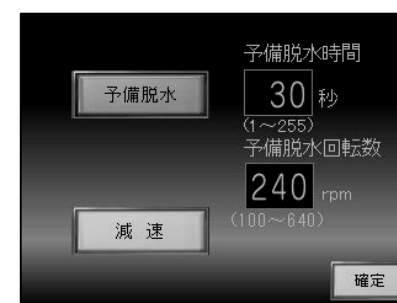 予備脱水時間
予備脱水
30 秒
(1～255)
予備脱水回転数
240 rpm
減 速
(100～640)
確定